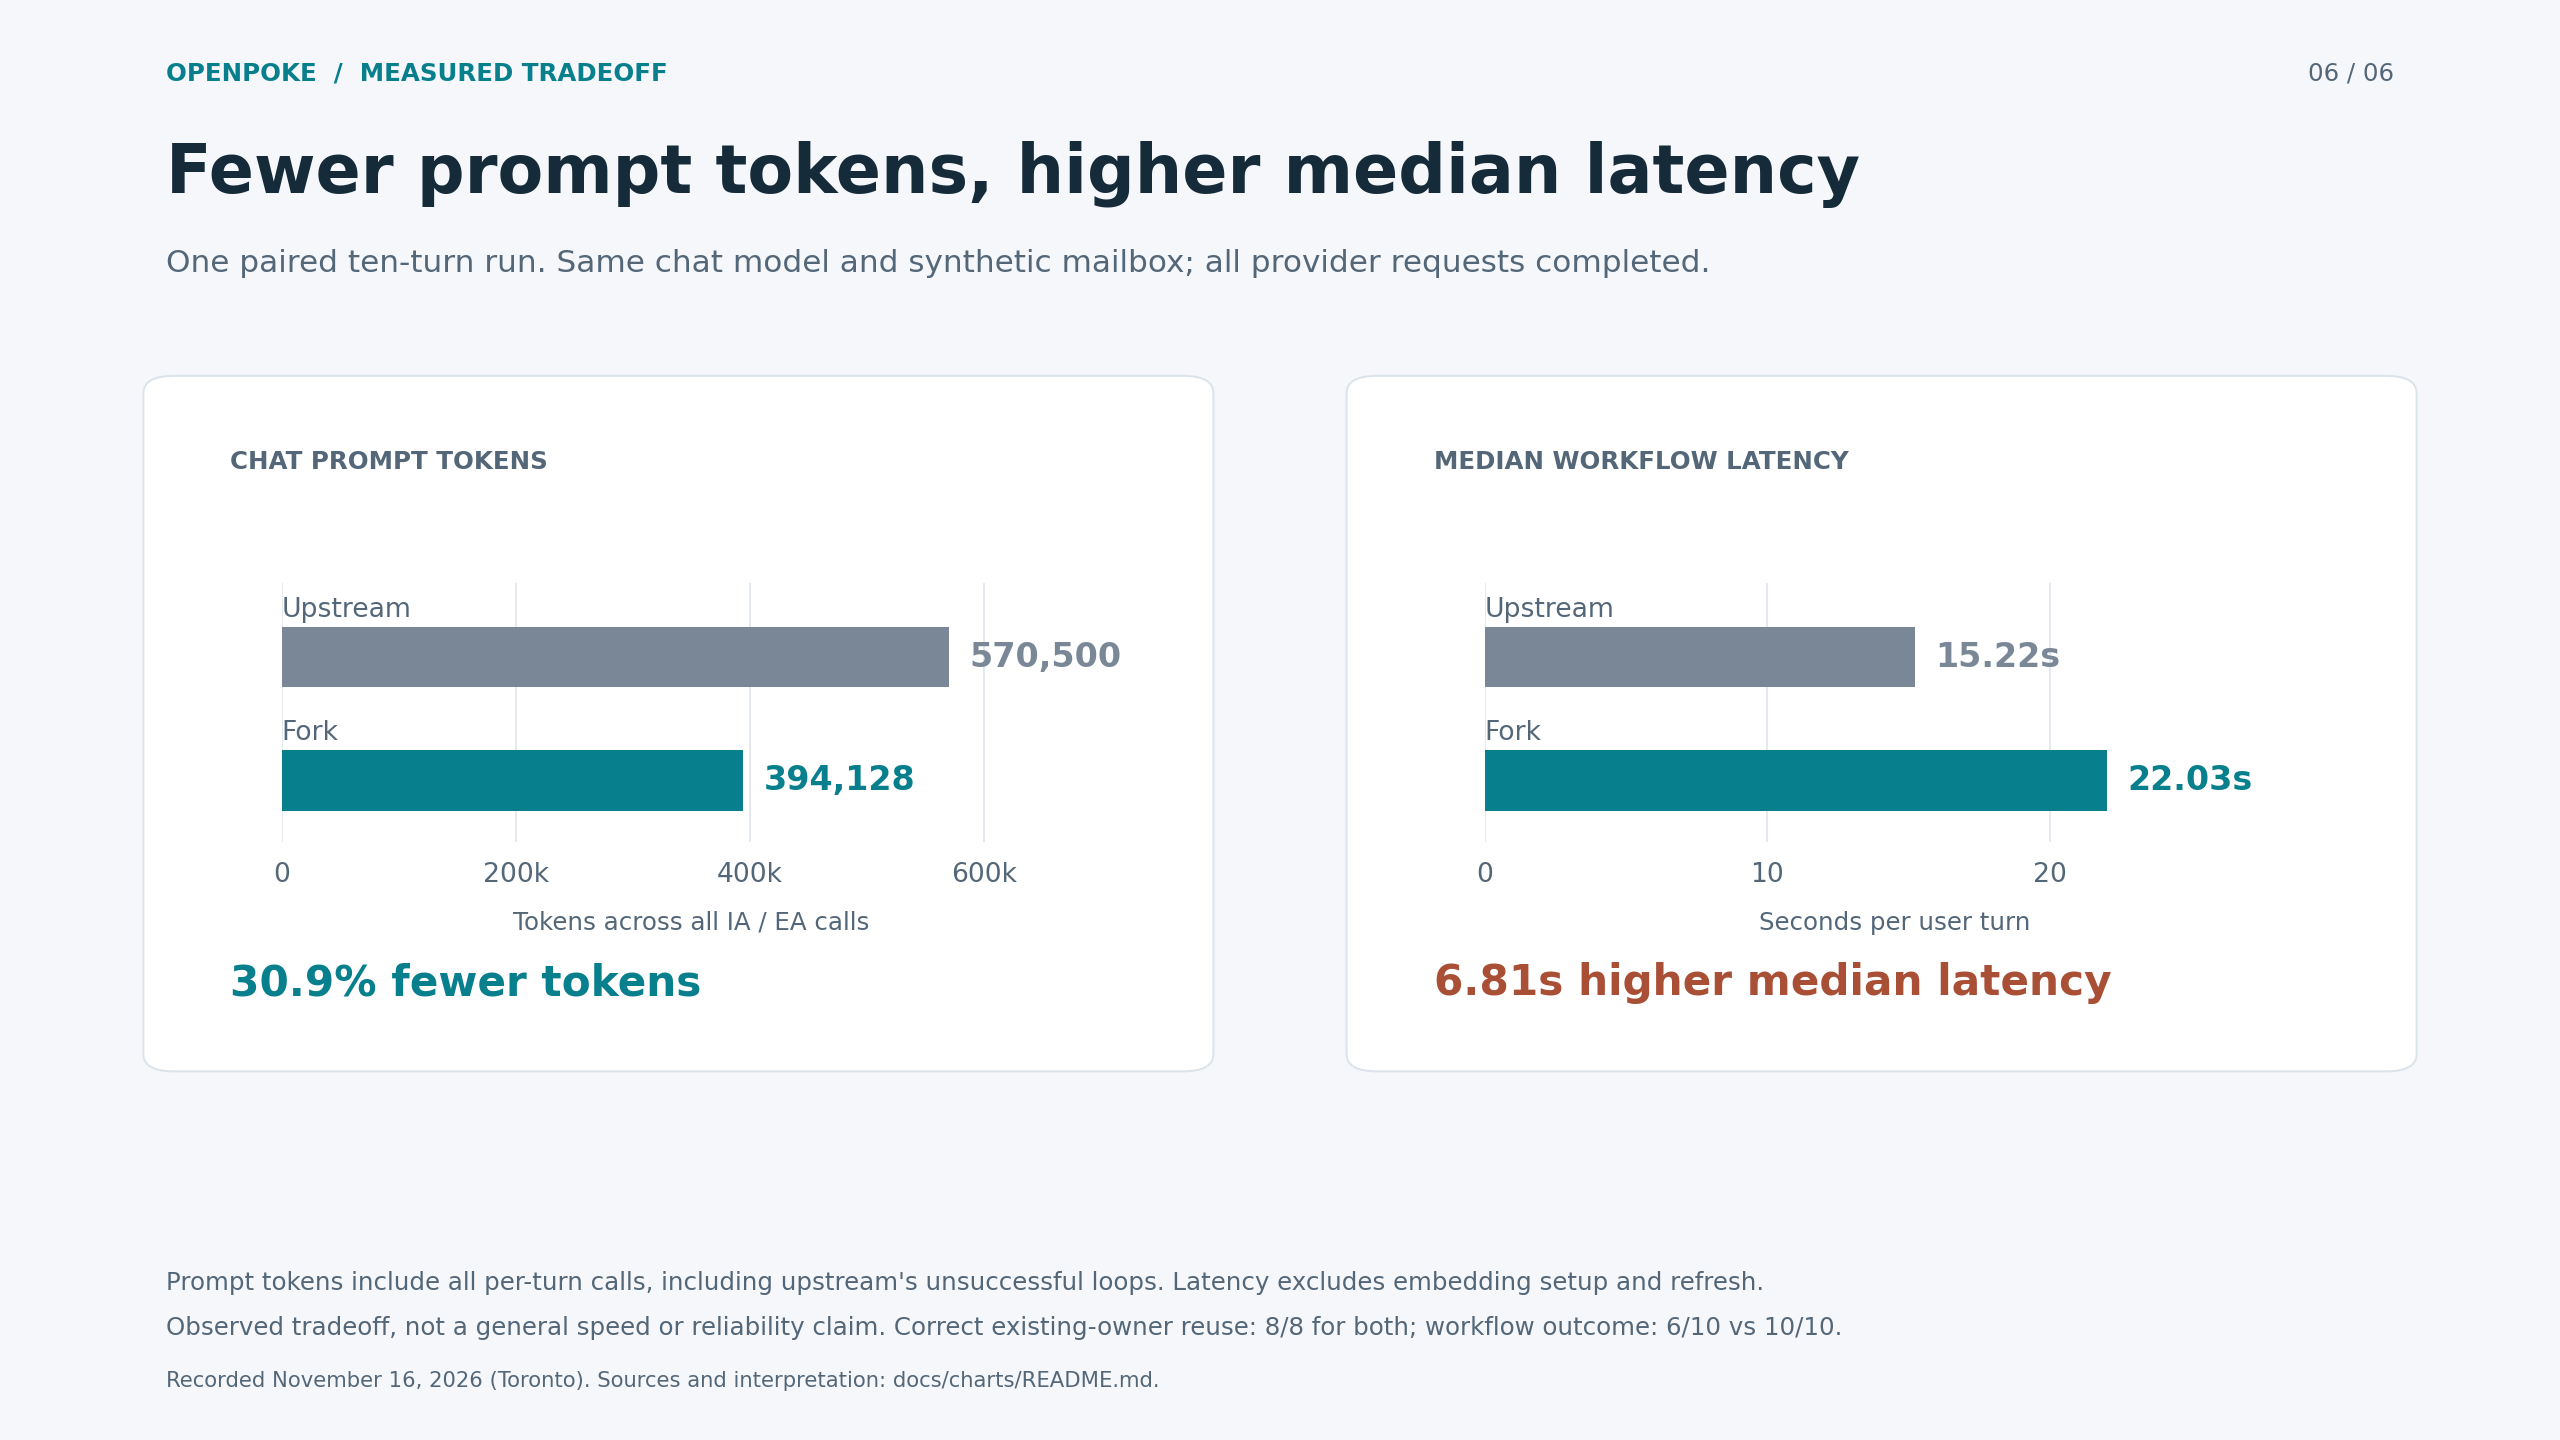 OPENPOKE / MEASURED TRADEOFF
06 / 06
Fewer prompt tokens, higher median latency
One paired ten-turn run. Same chat model and synthetic mailbox; all provider requests completed.
CHAT PROMPT TOKENS
Upstream
570,500
Fork
394,128
0 200k 400k 600k
Tokens across all IA / EA calls
30.9% fewer tokens
MEDIAN WORKFLOW LATENCY
Upstream
15.22s
Fork
22.03s
0 10 20
Seconds per user turn
6.81s higher median latency
Prompt tokens include all per-turn calls, including upstream's unsuccessful loops. Latency excludes embedding setup and refresh.
Observed tradeoff, not a general speed or reliability claim. Correct existing-owner reuse: 8/8 for both; workflow outcome: 6/10 vs 10/10.
Recorded November 16, 2026 (Toronto). Sources and interpretation: docs/charts/README.md.